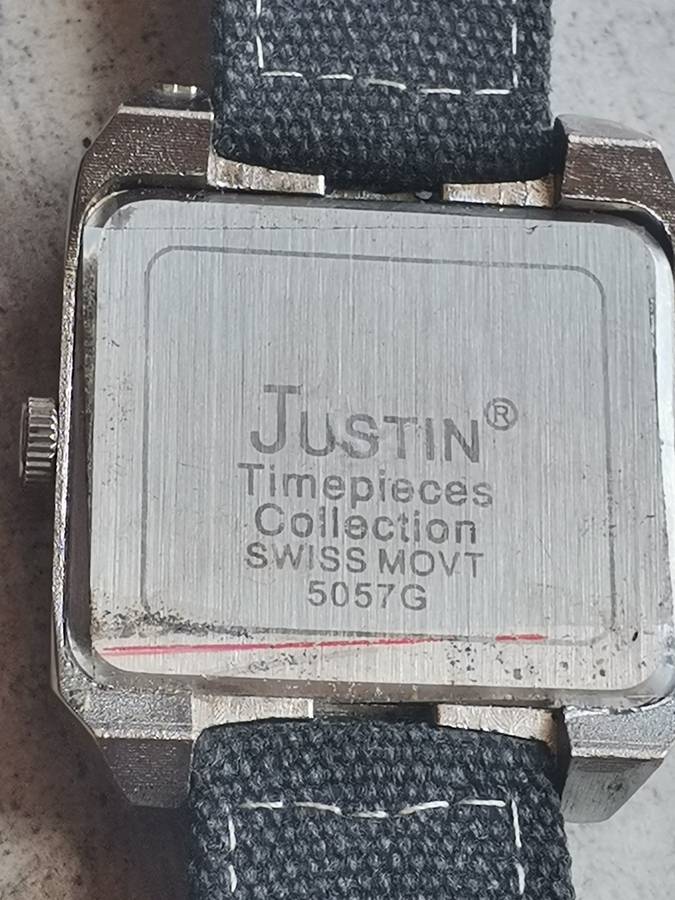 JUSTIN®
Timepieces
Collection
SWISS MOVT
5057G